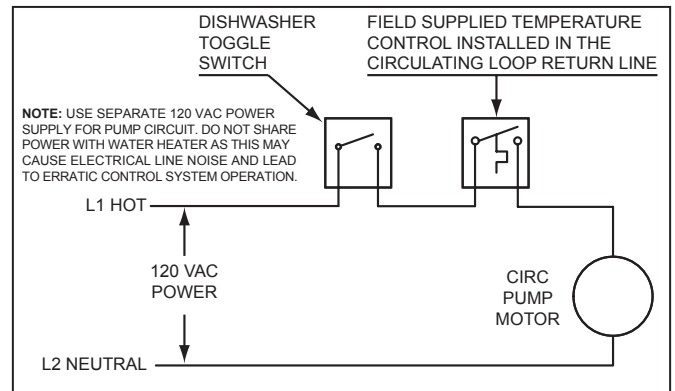 DISHWASHER
TOGGLE
SWITCH
FIELD SUPPLIED TEMPERATURE
CONTROL INSTALLED IN THE
CIRCULATING LOOP RETURN LINE
NOTE: USE SEPARATE 120 VAC POWER
SUPPLY FOR PUMP CIRCUIT. DO NOT SHARE
POWER WITH WATER HEATER AS THIS MAY
CAUSE ELECTRICAL LINE NOISE AND LEAD
TO ERRATIC CONTROL SYSTEM OPERATION.
L1 HOT
120 VAC
POWER
CIRC
PUMP
MOTOR
L2 NEUTRAL